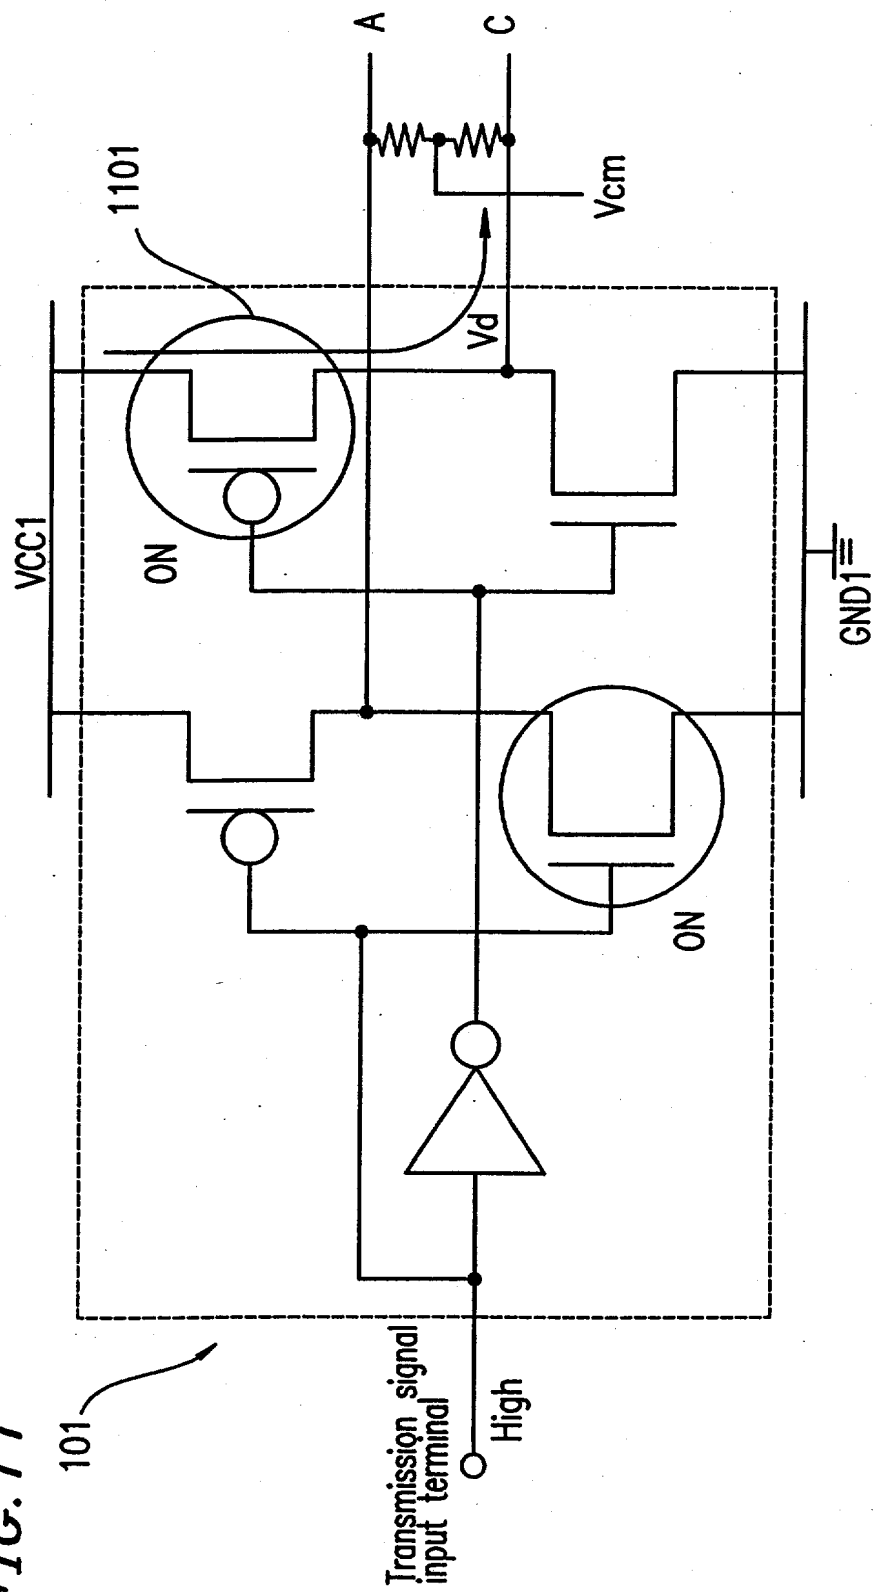 FIG. 11
VCC1
101
1101
ON
A
Transmission signal
input terminal
High
Vd
C
Vcm
ON
GND1